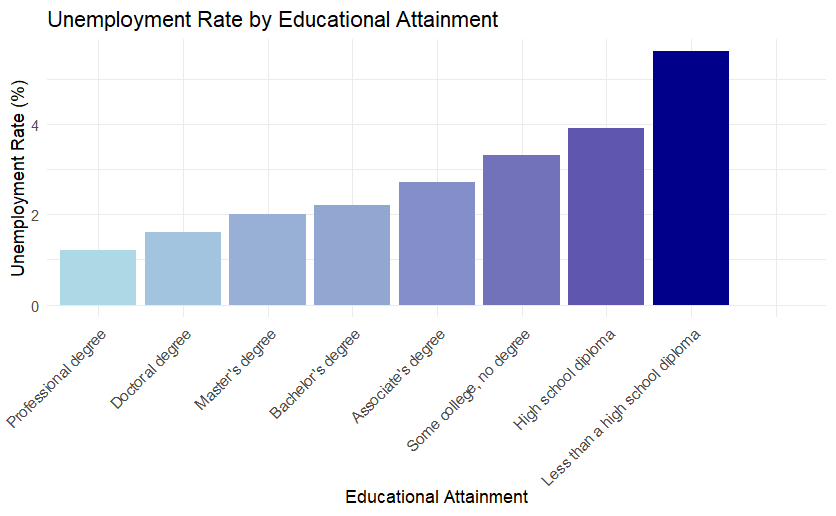 Unemployment Rate by Educational Attainment
Unemployment Rate (%)
4
2
0
Professional degree
Doctoral degree
Master's degree
Bachelor's degree
Associate's degree
Some college, no degree
High school diploma
Less than a high school diploma
Educational Attainment